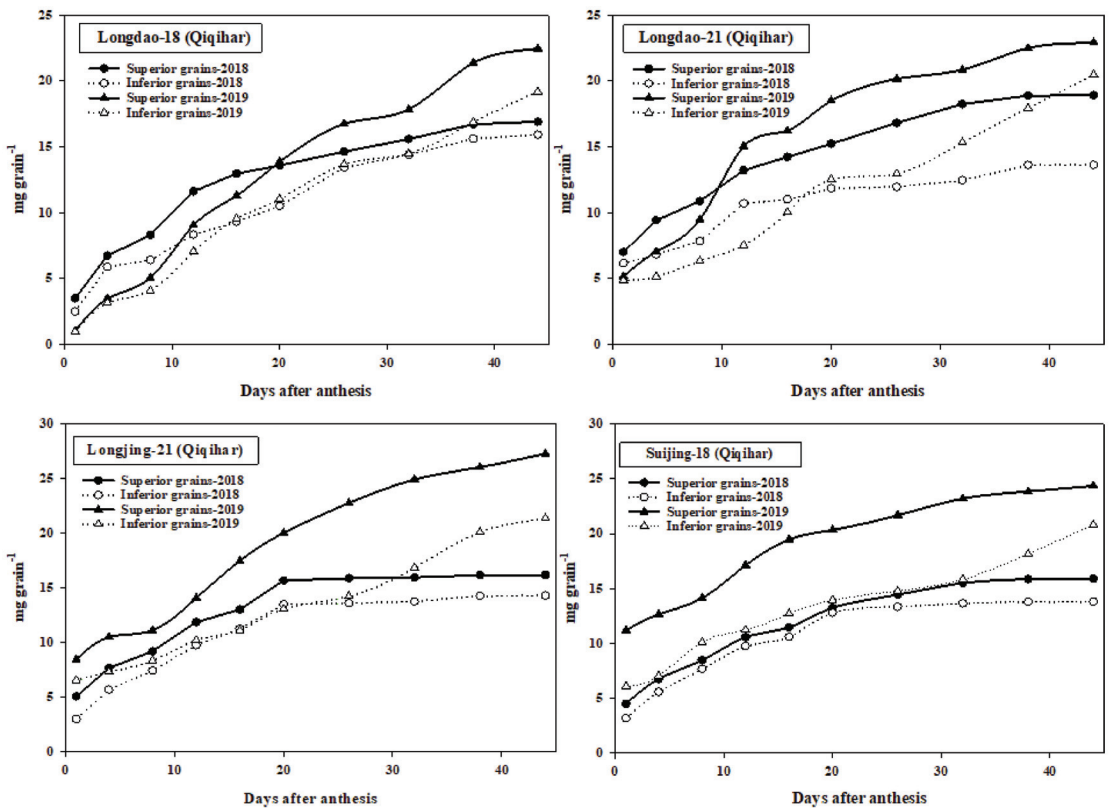 25
20
15
10
5
0
mg grain-1
Longdao-18 (Qiqihar)
Superior grains-2018
Inferior grains-2018
Superior grains-2019
Inferior grains-2019
0 10 20 30 40
Days after anthesis
25
20
15
10
5
0
mg grain-1
Longdao-21 (Qiqihar)
Superior grains-2018
Inferior grains-2018
Superior grains-2019
Inferior grains-2019
0 10 20 30 40
Days after anthesis
30
25
20
15
10
5
0
mg grain-1
Longjing-21 (Qiqihar)
Superior grains-2018
Inferior grains-2018
Superior grains-2019
Inferior grains-2019
0 10 20 30 40
Days after anthesis
30
25
20
15
10
5
0
mg grain-1
Suijing-18 (Qiqihar)
Superior grains-2018
Inferior grains-2018
Superior grains-2019
Inferior grains-2019
0 10 20 30 40
Days after anthesis